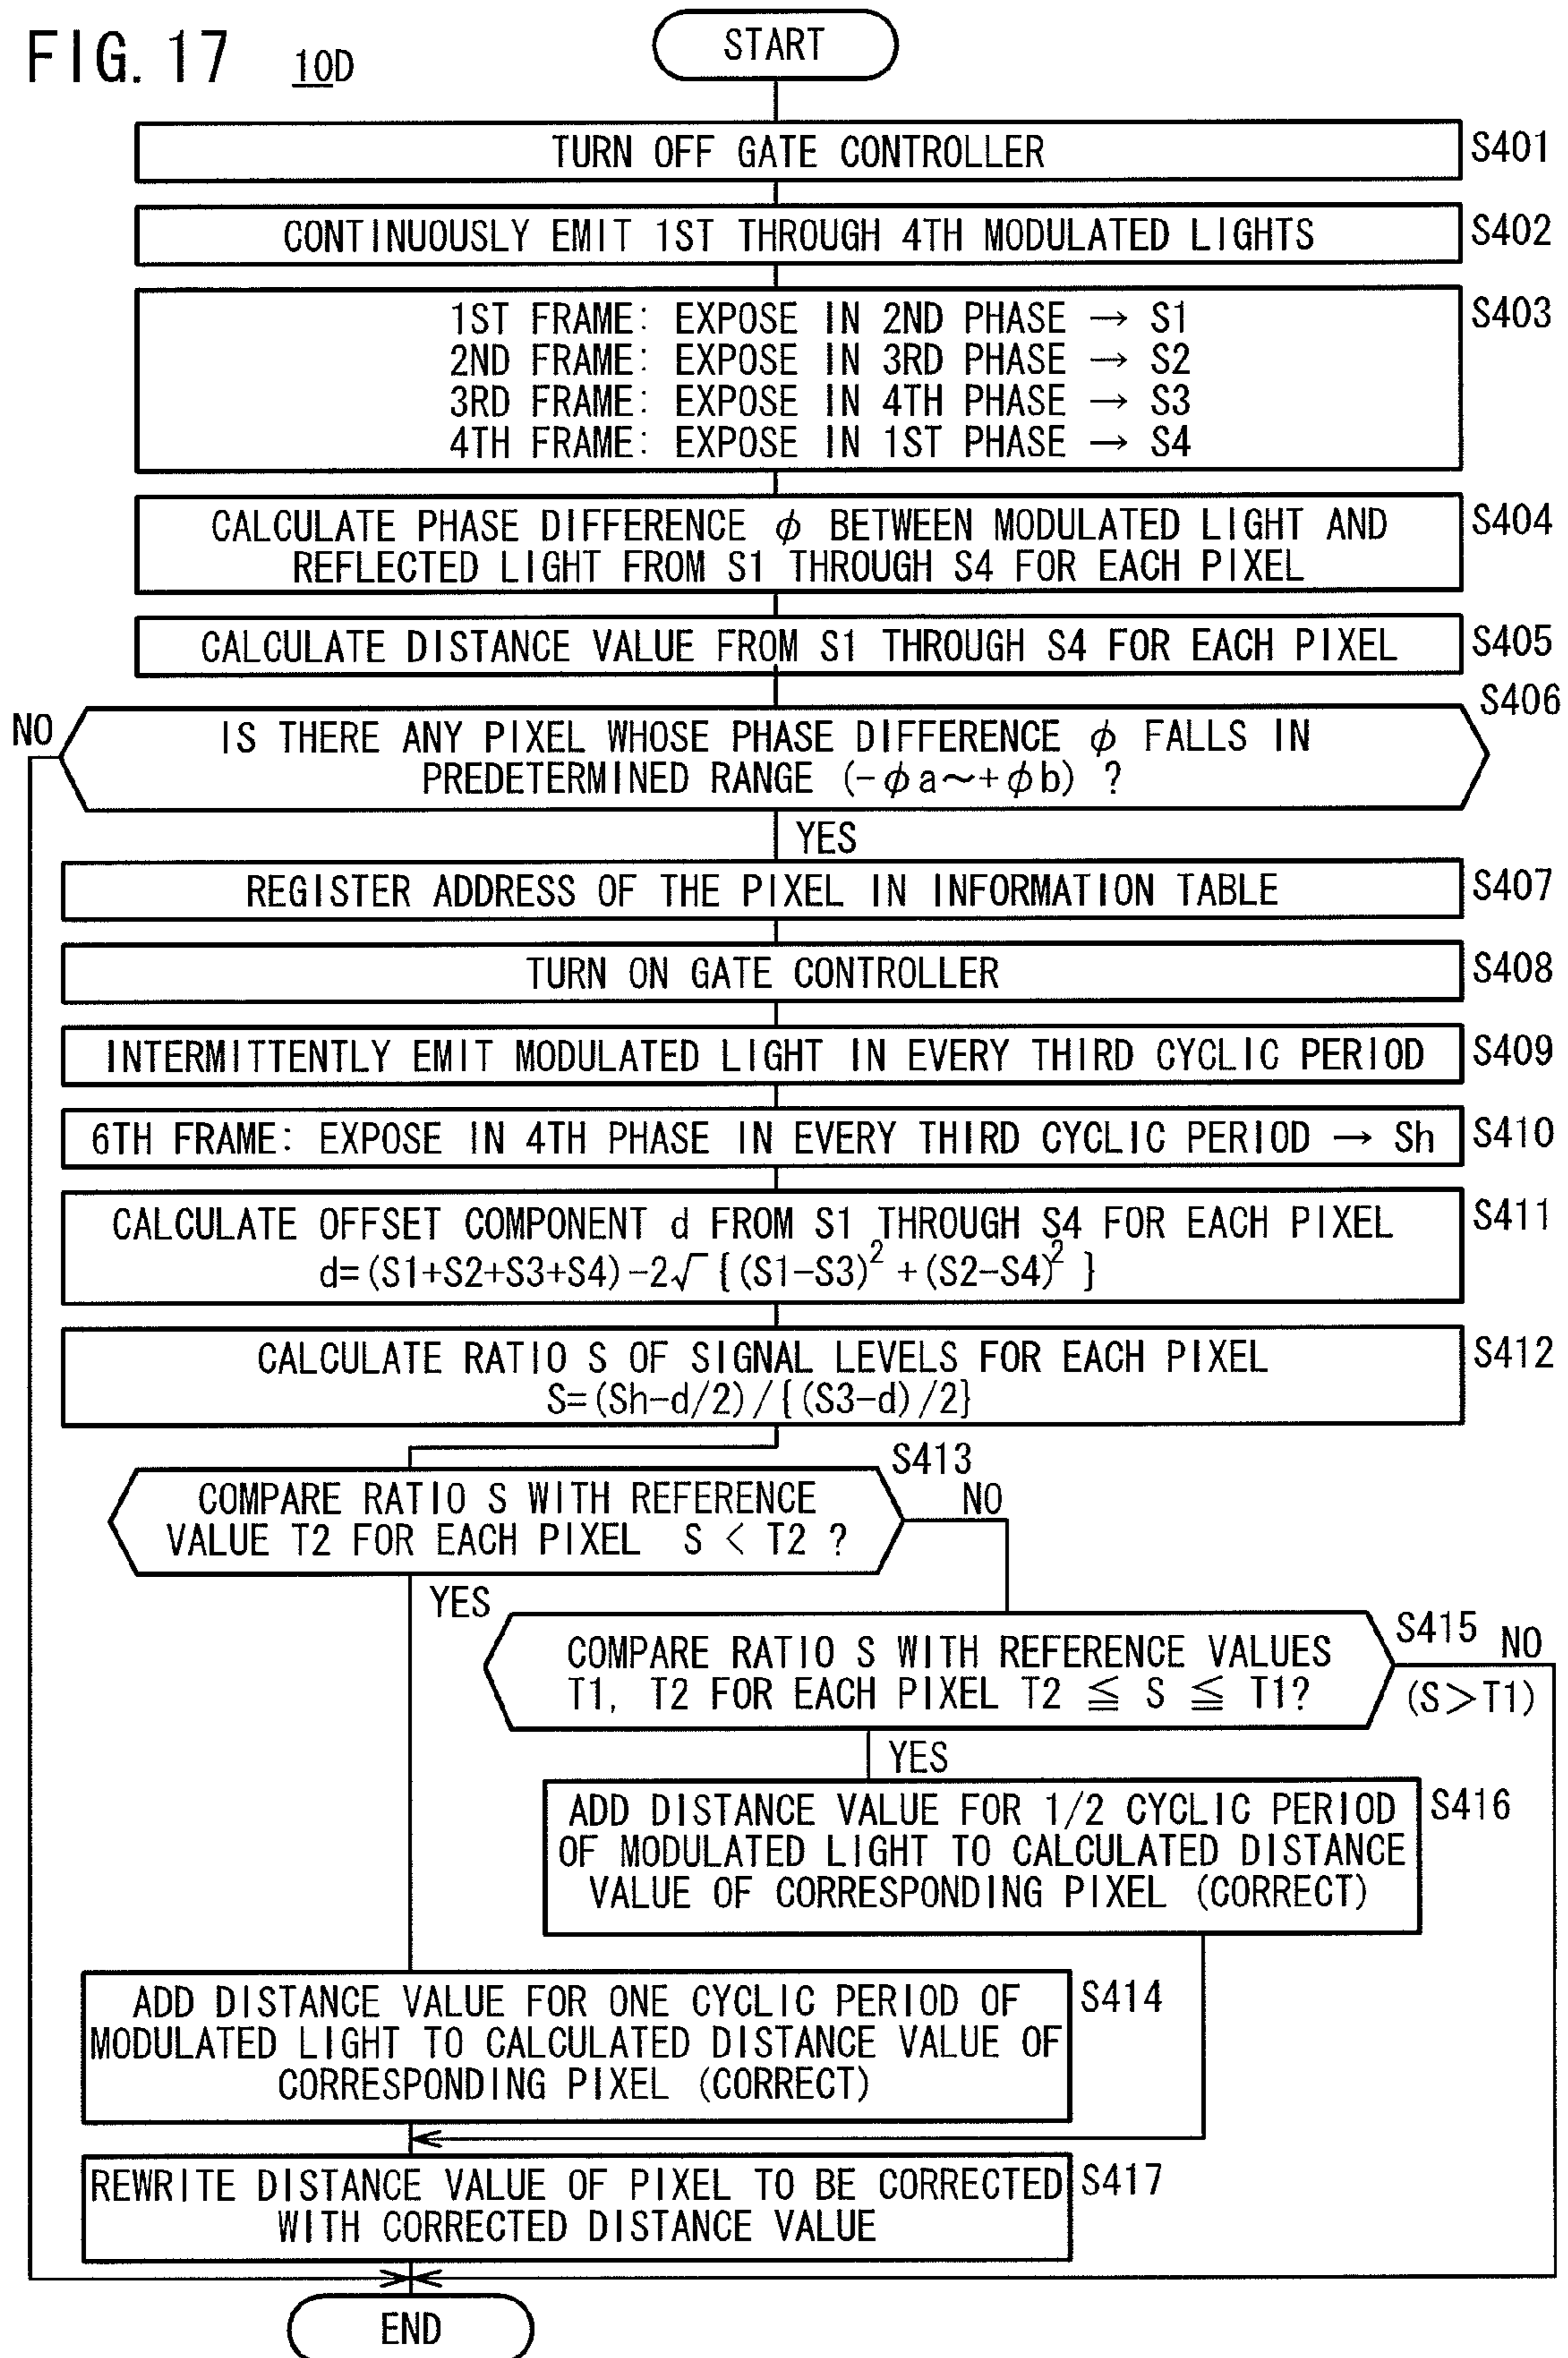 FIG. 17 10D
START
TURN OFF GATE CONTROLLER
S401
CONTINUOUSLY EMIT 1ST THROUGH 4TH MODULATED LIGHTS
S402
1ST FRAME: EXPOSE IN 2ND PHASE → S1
2ND FRAME: EXPOSE IN 3RD PHASE → S2
3RD FRAME: EXPOSE IN 4TH PHASE → S3
4TH FRAME: EXPOSE IN 1ST PHASE → S4
S403
CALCULATE PHASE DIFFERENCE φ BETWEEN MODULATED LIGHT AND
REFLECTED LIGHT FROM S1 THROUGH S4 FOR EACH PIXEL
S404
CALCULATE DISTANCE VALUE FROM S1 THROUGH S4 FOR EACH PIXEL
S405
S406
NO
IS THERE ANY PIXEL WHOSE PHASE DIFFERENCE φ FALLS IN
PREDETERMINED RANGE (-φa~+φb) ?
YES
REGISTER ADDRESS OF THE PIXEL IN INFORMATION TABLE
S407
TURN ON GATE CONTROLLER
S408
INTERMITTENTLY EMIT MODULATED LIGHT IN EVERY THIRD CYCLIC PERIOD
S409
6TH FRAME: EXPOSE IN 4TH PHASE IN EVERY THIRD CYCLIC PERIOD → Sh
S410
CALCULATE OFFSET COMPONENT d FROM S1 THROUGH S4 FOR EACH PIXEL
d=(S1+S2+S3+S4)-2√{(S1-S3)² +(S2-S4)² }
S411
CALCULATE RATIO S OF SIGNAL LEVELS FOR EACH PIXEL
S=(Sh-d/2)/{(S3-d)/2}
S412
S413
COMPARE RATIO S WITH REFERENCE
VALUE T2 FOR EACH PIXEL S < T2 ?
NO
YES
COMPARE RATIO S WITH REFERENCE VALUES
T1, T2 FOR EACH PIXEL T2 ≦ S ≦ T1?
S415 NO
(S>T1)
YES
ADD DISTANCE VALUE FOR 1/2 CYCLIC PERIOD
OF MODULATED LIGHT TO CALCULATED DISTANCE
VALUE OF CORRESPONDING PIXEL (CORRECT)
S416
ADD DISTANCE VALUE FOR ONE CYCLIC PERIOD OF
MODULATED LIGHT TO CALCULATED DISTANCE VALUE OF
CORRESPONDING PIXEL (CORRECT)
S414
REWRITE DISTANCE VALUE OF PIXEL TO BE CORRECTED
WITH CORRECTED DISTANCE VALUE
S417
END